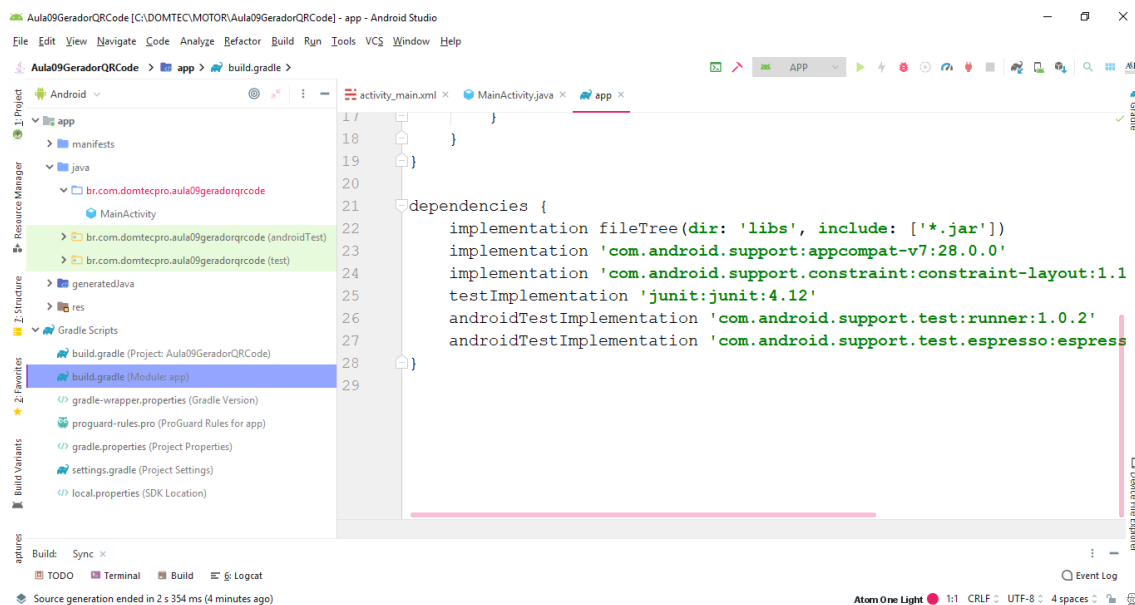 Aula09GeradorQRCode [C:\DOMTEC\MOTOR\Aula09GeradorQRCode] - app - Android Studio
File Edit View Navigate Code Analyze Refactor Build Run Tools VCS Window Help
Aula09GeradorQRCode app build.gradle
APP
Android
activity_main.xml
MainActivity.java
app
1: Project
Resource Manager
Z: Structure
2: Favorites
Build Variants
aptures
app
manifests
java
br.com.domtecpro.aula09geradorqrcode
MainActivity
br.com.domtecpro.aula09geradorqrcode (androidTest)
br.com.domtecpro.aula09geradorqrcode (test)
generatedJava
res
Gradle Scripts
build.gradle (Project: Aula09GeradorQRCode)
build.gradle (Module: app)
gradle-wrapper.properties (Gradle Version)
proguard-rules.pro (ProGuard Rules for app)
gradle.properties (Project Properties)
settings.gradle (Project Settings)
local.properties (SDK Location)
17 }
18 }
19 }
20
21 dependencies {
22 implementation fileTree(dir: 'libs', include: ['*.jar'])
23 implementation 'com.android.support:appcompat-v7:28.0.0'
24 implementation 'com.android.support.constraint:constraint-layout:1.1
25 testImplementation 'junit:junit:4.12'
26 androidTestImplementation 'com.android.support.test:runner:1.0.2'
27 androidTestImplementation 'com.android.support.test.espresso:espress
28 }
29
Gradle
Device File Explorer
Build: Sync
TODO Terminal Build 6: Logcat Event Log
Source generation ended in 2 s 354 ms (4 minutes ago)
Atom One Light 1:1 CRLF UTF-8 4 spaces